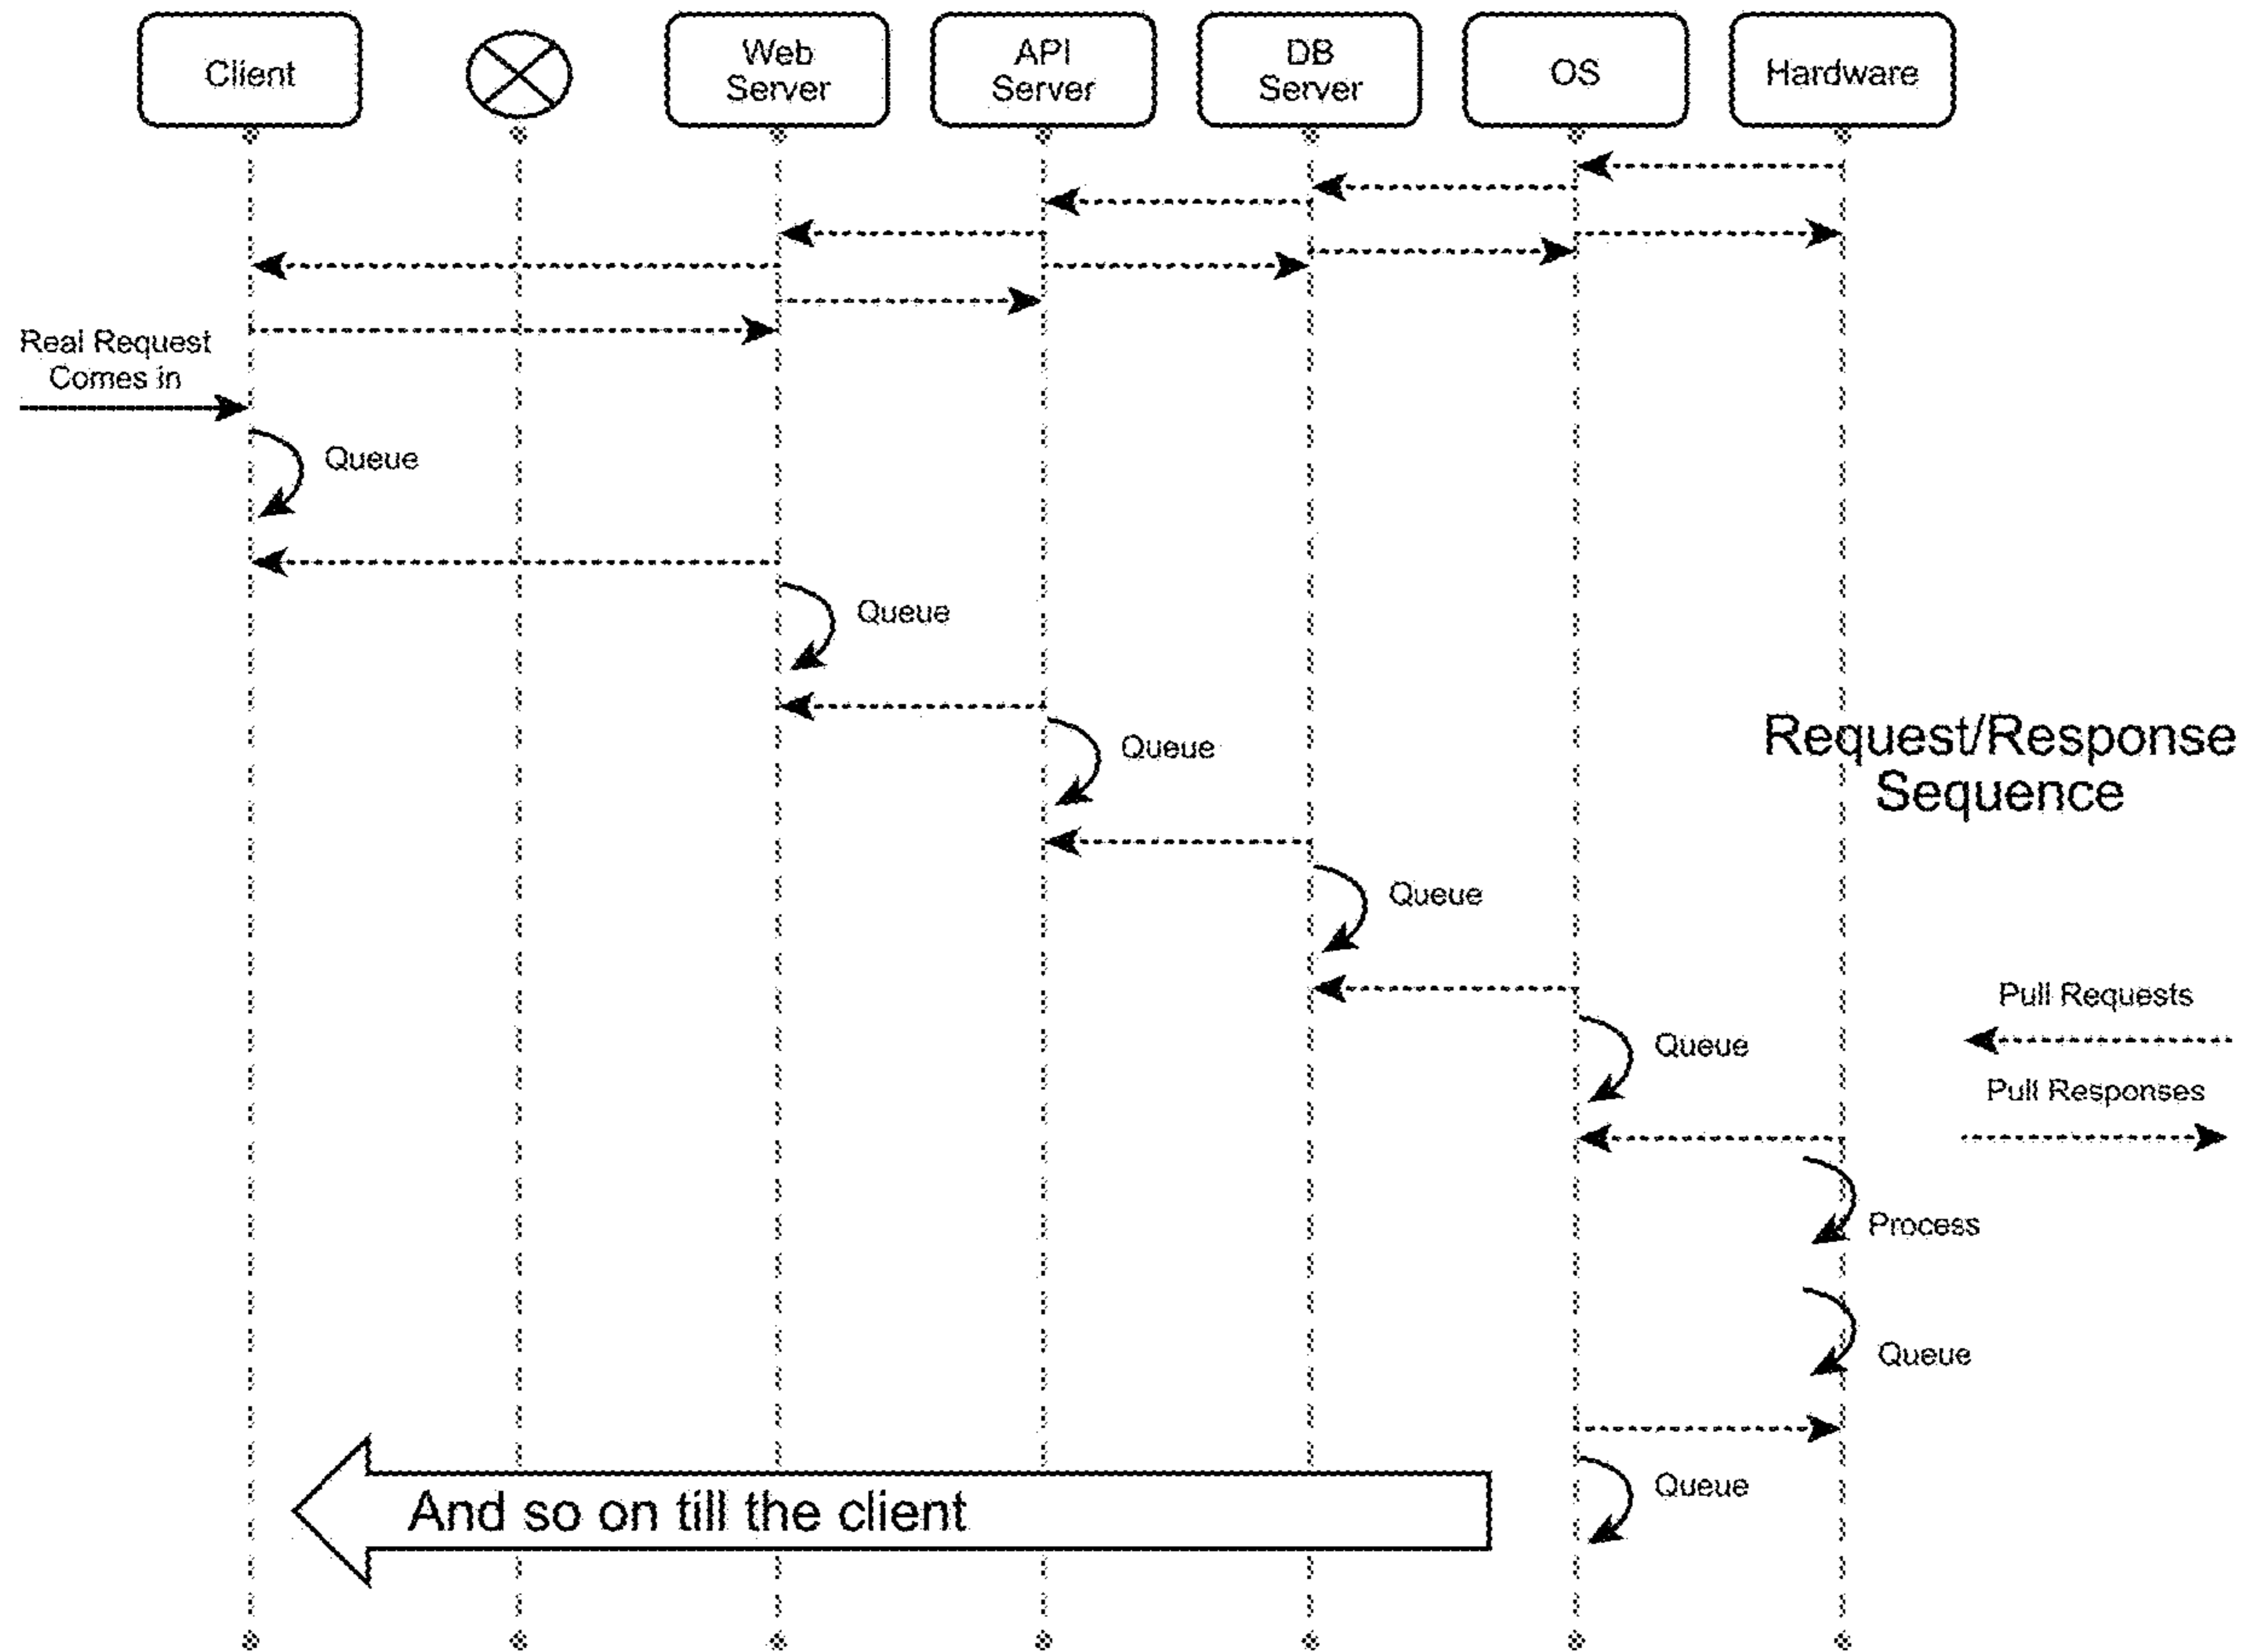 Client
Web
Server
API
Server
DB
Server
OS
Hardware
Real Request
Comes in
Queue
Queue
Queue
Request/Response
Sequence
Queue
Pull Requests
Queue
Pull Responses
Process
Queue
Queue
And so on till the client